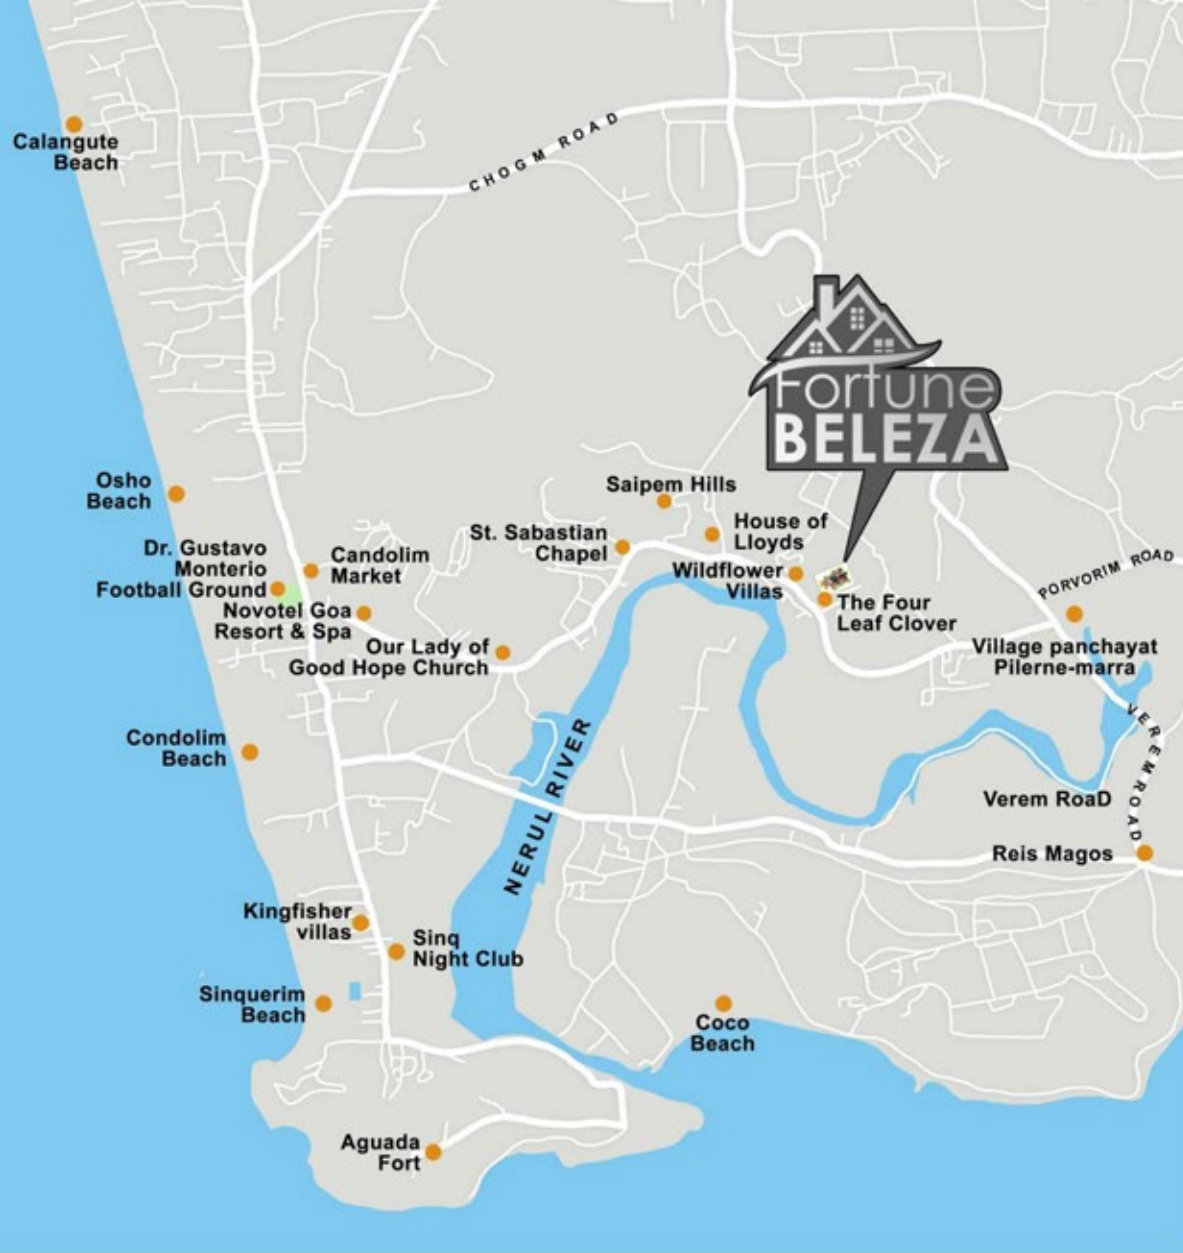 CHOGM ROAD
Calangute
Beach
Fortune
BELEZA
Osho
Beach
Saipem Hills
St. Sabastian
Chapel
House of
Lloyds
Dr. Gustavo
Monterio
Football Ground
Candolim
Market
Wildflower
Villas
PORVORIM ROAD
Novotel Goa
Resort & Spa
The Four
Leaf Clover
Our Lady of
Good Hope Church
Village panchayat
Pilerne-marra
Condolim
Beach
NERUL RIVER
VEREM ROAD
Verem RoaD
Reis Magos
Kingfisher
villas
Sinq
Night Club
Sinquerim
Beach
Coco
Beach
Aguada
Fort